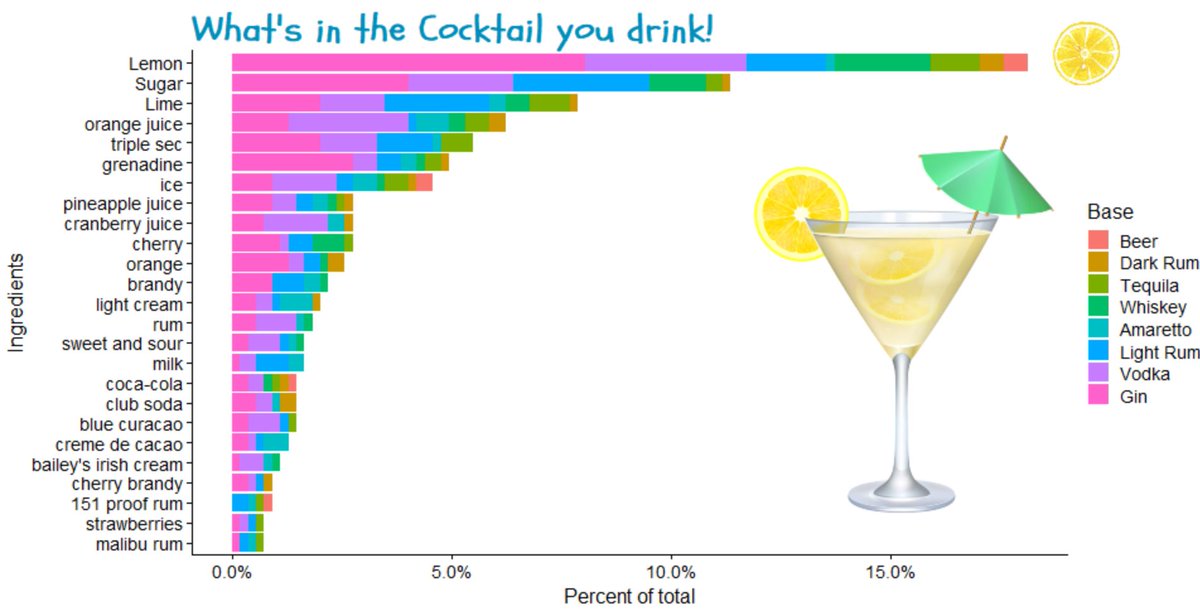 What's in the Cocktail you drink!
Lemon
Sugar
Lime
orange juice
triple sec
grenadine
ice
pineapple juice
cranberry juice
cherry
orange
brandy
light cream
rum
sweet and sour
milk
coca-cola
club soda
blue curacao
creme de cacao
bailey's irish cream
cherry brandy
151 proof rum
strawberries
malibu rum
Ingredients
0.0% 5.0% 10.0% 15.0%
Percent of total
Base
Beer
Dark Rum
Tequila
Whiskey
Amaretto
Light Rum
Vodka
Gin